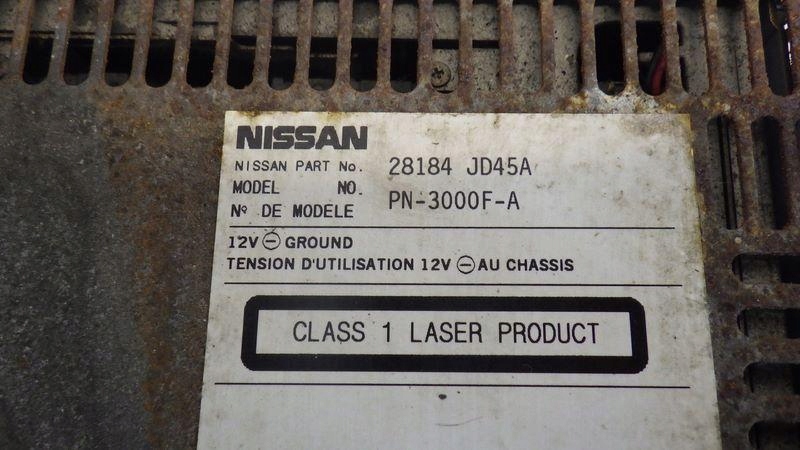 NISSAN
NISSAN PART No. 28184 JD45A
MODEL NO. PN-3000F-A
Nº DE MODELE
12V ⊖ GROUND
TENSION D'UTILISATION 12V ⊖ AU CHASSIS
CLASS 1 LASER PRODUCT